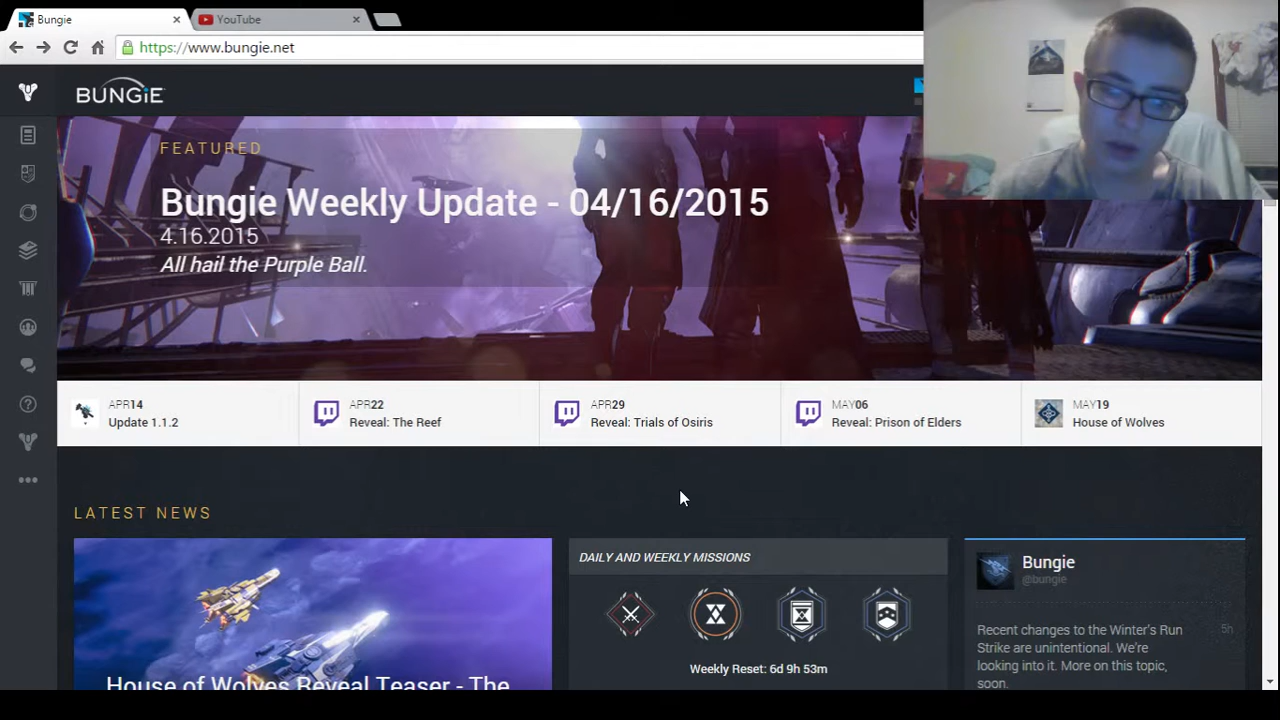 Bungie
YouTube
https://www.bungie.net
BUNGiE
FEATURED
Bungie Weekly Update - 04/16/2015
4.16.2015
All hail the Purple Ball.
APR14
Update 1.1.2
APR22
Reveal: The Reef
APR29
Reveal: Trials of Osiris
MAY06
Reveal: Prison of Elders
MAY19
House of Wolves
LATEST NEWS
House of Wolves Reveal Teaser - The
DAILY AND WEEKLY MISSIONS
Weekly Reset: 6d 9h 53m
Bungie
@bungie
Recent changes to the Winter's Run
5h
Strike are unintentional. We're
looking into it. More on this topic,
soon.